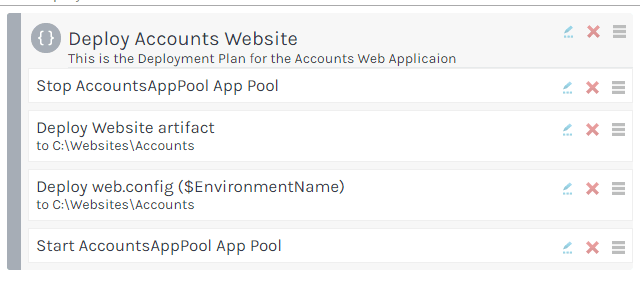 {}
Deploy Accounts Website
This is the Deployment Plan for the Accounts Web Applicaion
Stop AccountsAppPool App Pool
Deploy Website artifact
to C:\Websites\Accounts
Deploy web.config ($EnvironmentName)
to C:\Websites\Accounts
Start AccountsAppPool App Pool